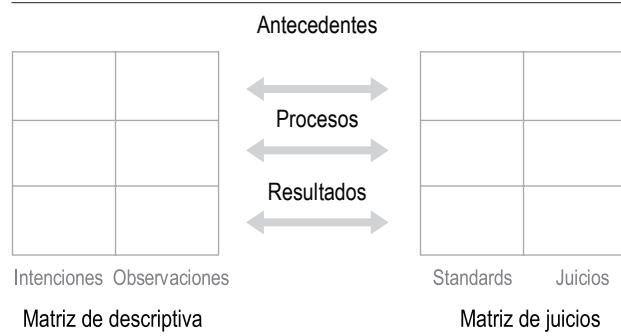 Antecedentes
Procesos
Resultados
Intenciones Observaciones
Standards Juicios
Matriz de descriptiva
Matriz de juicios